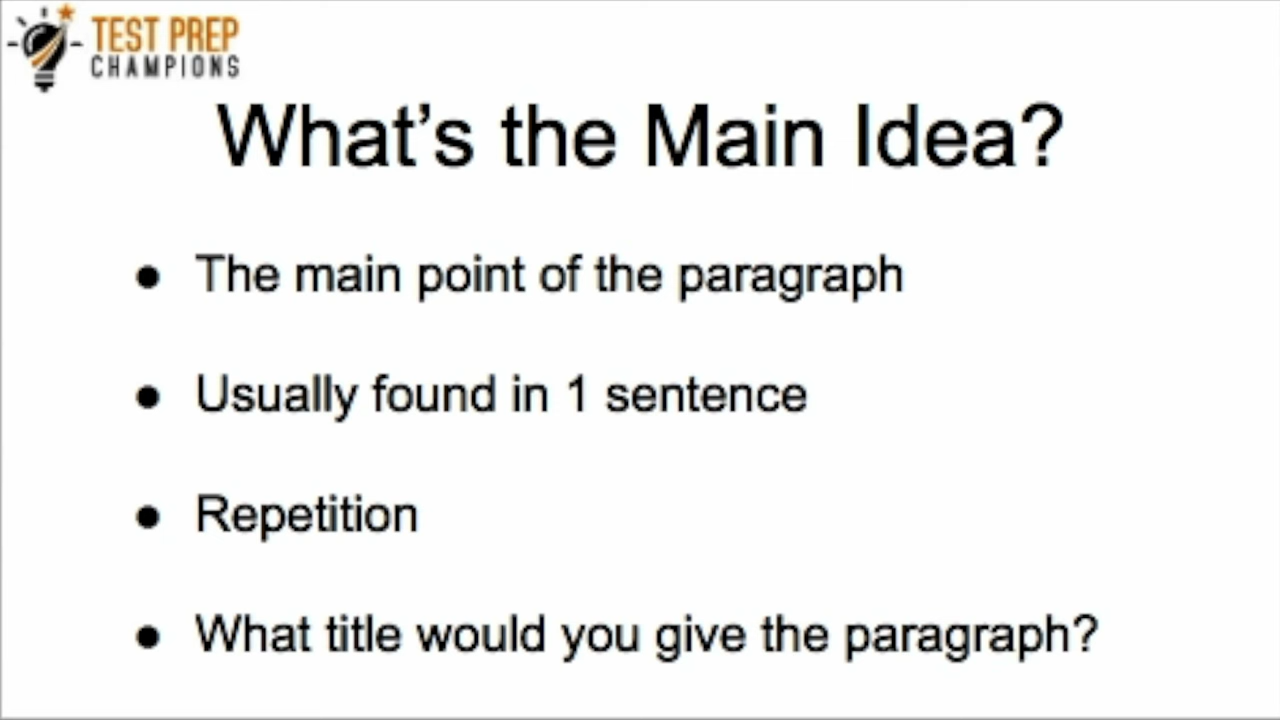 TEST PREP
CHAMPIONS
What's the Main Idea?
● The main point of the paragraph
● Usually found in 1 sentence
● Repetition
● What title would you give the paragraph?